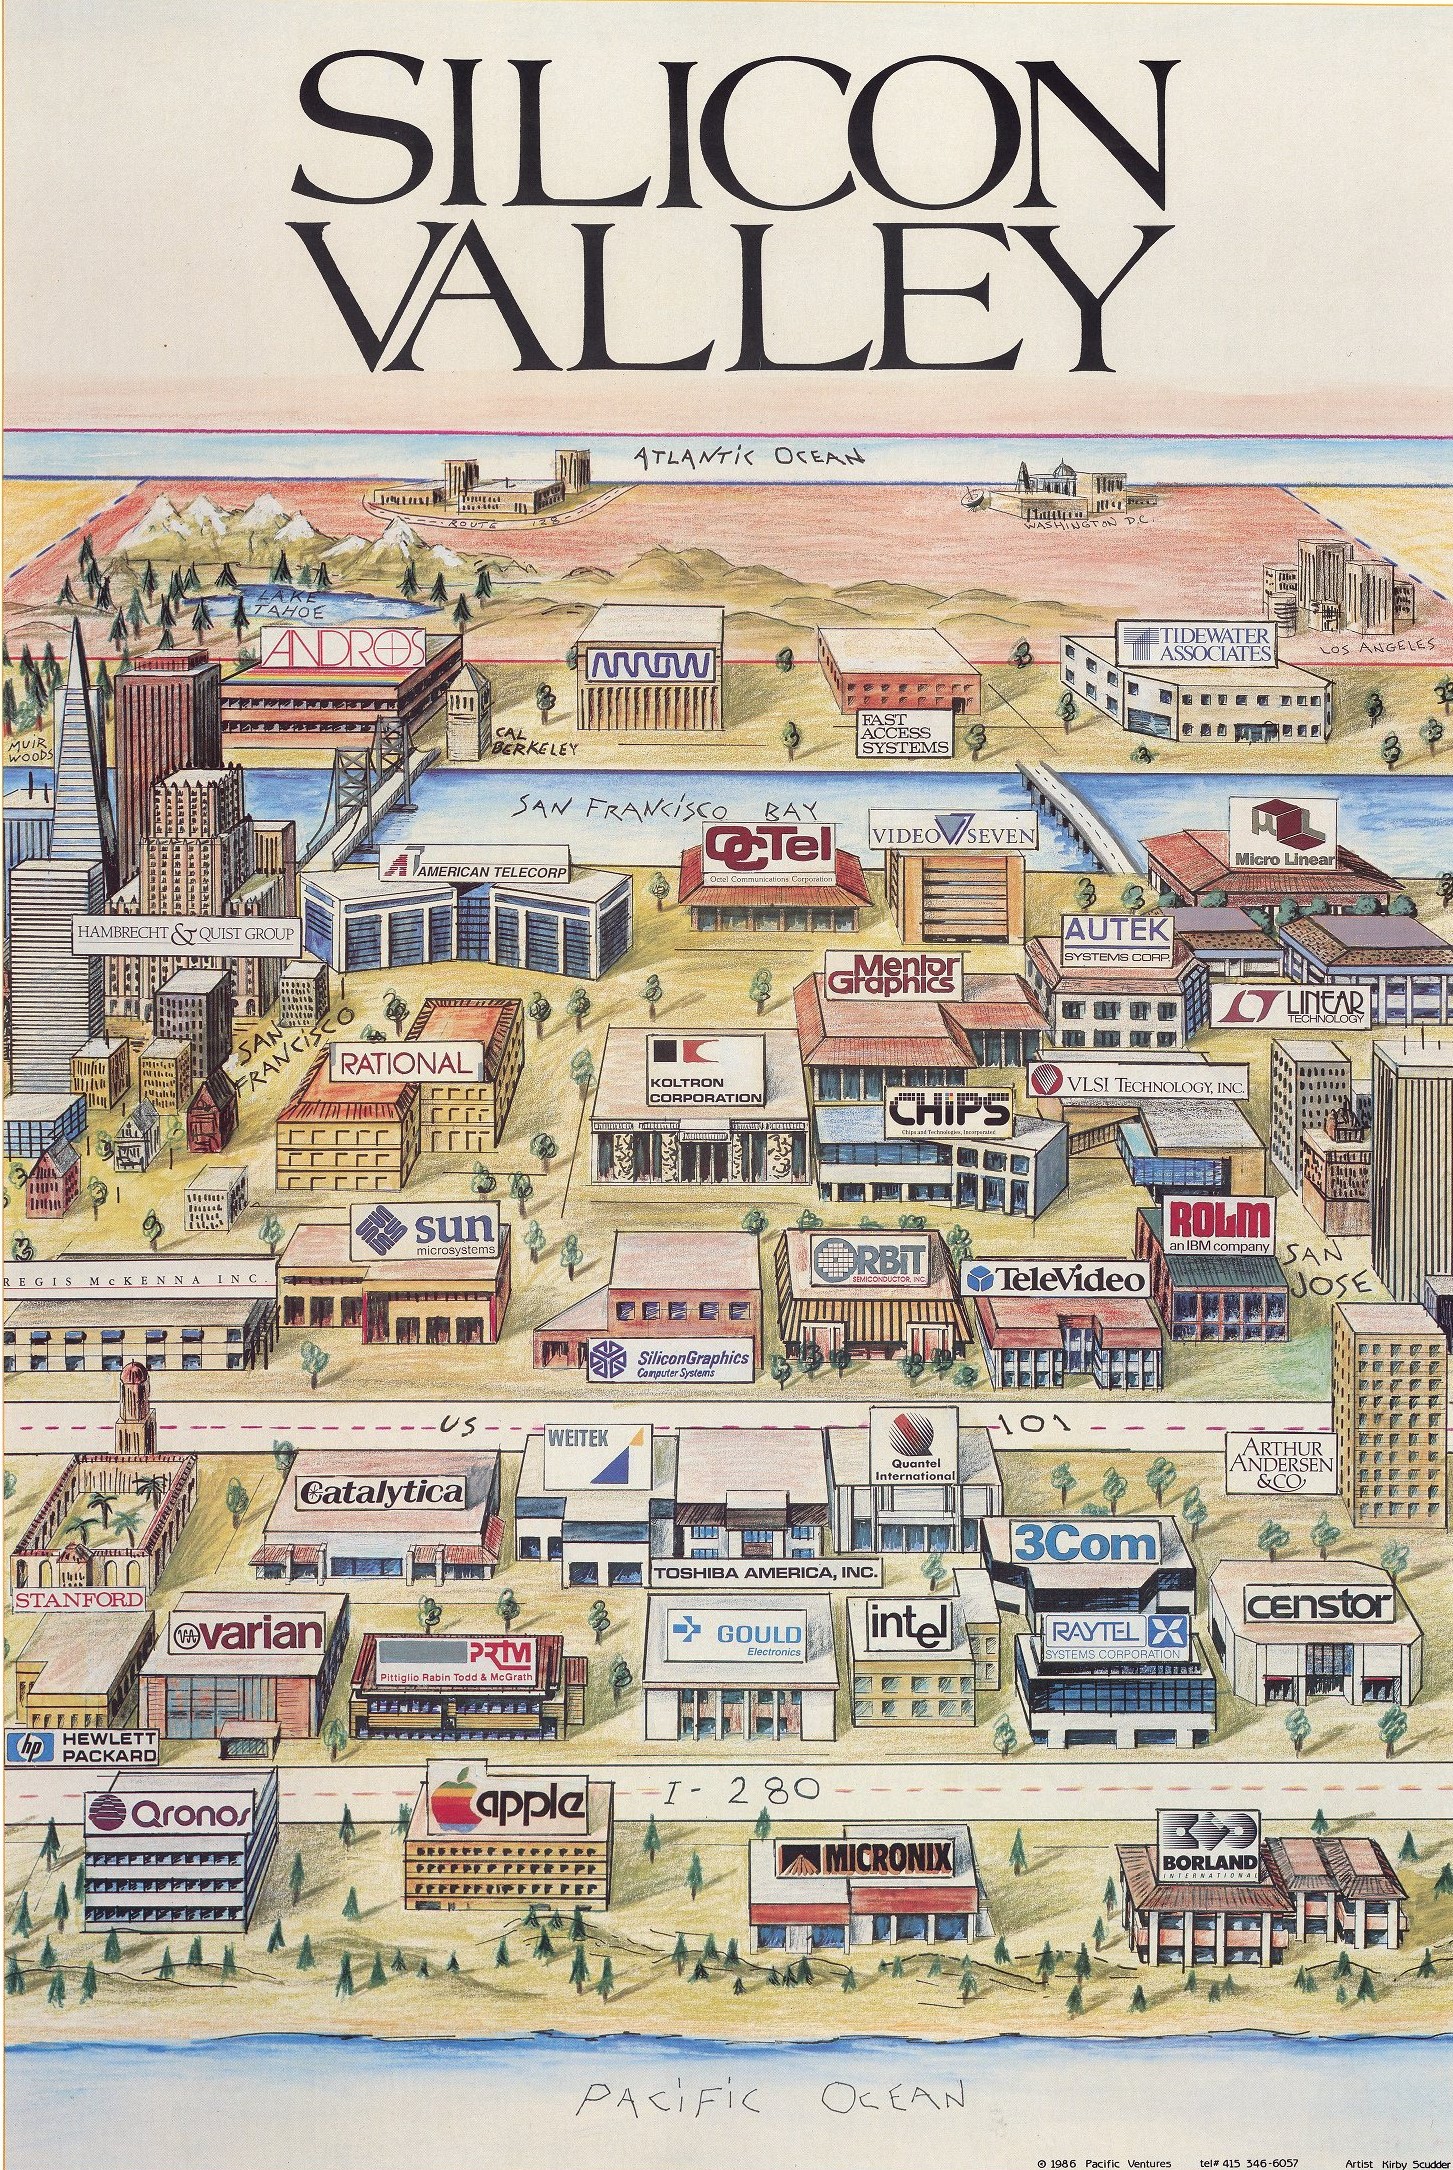 SILICON
VALLEY
ATLANTIC OCEAN
ROUTE 128
WASHINGTON D.C.
LAKE
TAHOE
LOS ANGELES
ANDROS
ARROW
TIDEWATER
ASSOCIATES
FAST
ACCESS
SYSTEMS
MUIR
WOODS
CAL
BERKELEY
SAN FRANCISCO BAY
OCTel
Octel Communications Corporation
VIDEO SEVEN
Micro Linear
AT AMERICAN TELECORP
HAMBRECHT & QUIST GROUP
AUTEK
SYSTEMS CORP.
Mentor
Graphics
LINEAR
TECHNOLOGY
SAN
FRANCISCO
RATIONAL
KOLTRON
CORPORATION
VLSI TECHNOLOGY, INC.
CHIPS
Chips and Technologies, Incorporated
sun
microsystems
ROLM
an IBM company
SAN
JOSE
REGIS McKENNA INC.
ORBIT
SEMICONDUCTOR, INC.
TeleVideo
SiliconGraphics
Computer Systems
US 101
WEITEK
Quantel
International
ARTHUR
ANDERSEN
& CO
Catalytica
3Com
TOSHIBA AMERICA, INC.
STANFORD
censtor
varian
PRTM
Pittiglio Rabin Todd & McGrath
GOULD
Electronics
intel
RAYTEL
SYSTEMS CORPORATION
hp HEWLETT
PACKARD
I-280
Qronos
apple
MICRONIX
BORLAND
INTERNATIONAL
PACIFIC OCEAN
© 1986 Pacific Ventures tel# 415 346-6057 Artist Kirby Scudder